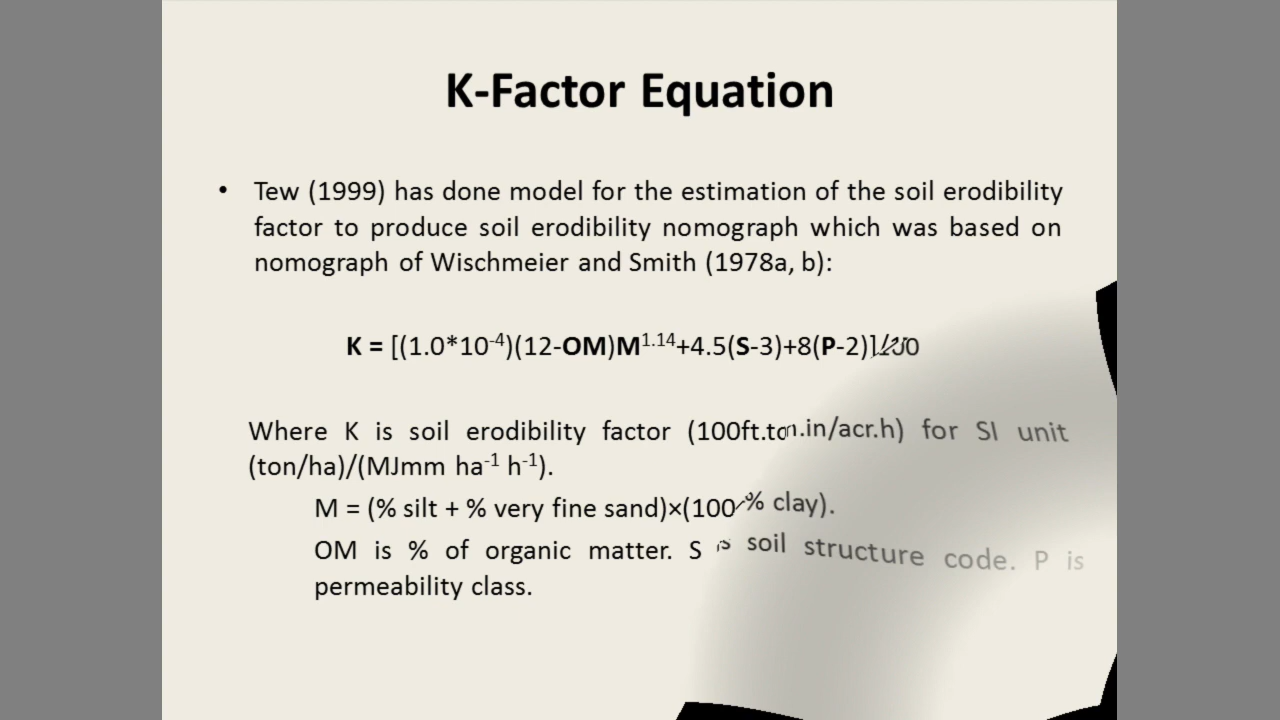 K-Factor Equation
• Tew (1999) has done model for the estimation of the soil erodibility
factor to produce soil erodibility nomograph which was based on
nomograph of Wischmeier and Smith (1978a, b):
K = [(1.0*10⁻⁴)(12-OM)M¹·¹⁴+4.5(S-3)+8(P-2)]
Where K is soil erodibility factor (100ft.ton.in/acr.h) for SI unit
(ton/ha)/(MJmm ha⁻¹ h⁻¹).
M = (% silt + % very fine sand)×(100-% clay).
OM is % of organic matter. S is soil structure code. P is
permeability class.